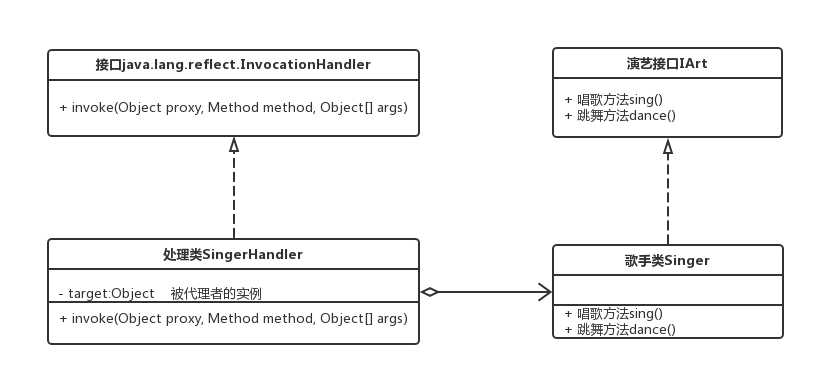 接口java.lang.reflect.InvocationHandler
+ invoke(Object proxy, Method method, Object[] args)
演艺接口IArt
+ 唱歌方法sing()
+ 跳舞方法dance()
处理类SingerHandler
- target:Object 被代理者的实例
+ invoke(Object proxy, Method method, Object[] args)
歌手类Singer
+ 唱歌方法sing()
+ 跳舞方法dance()